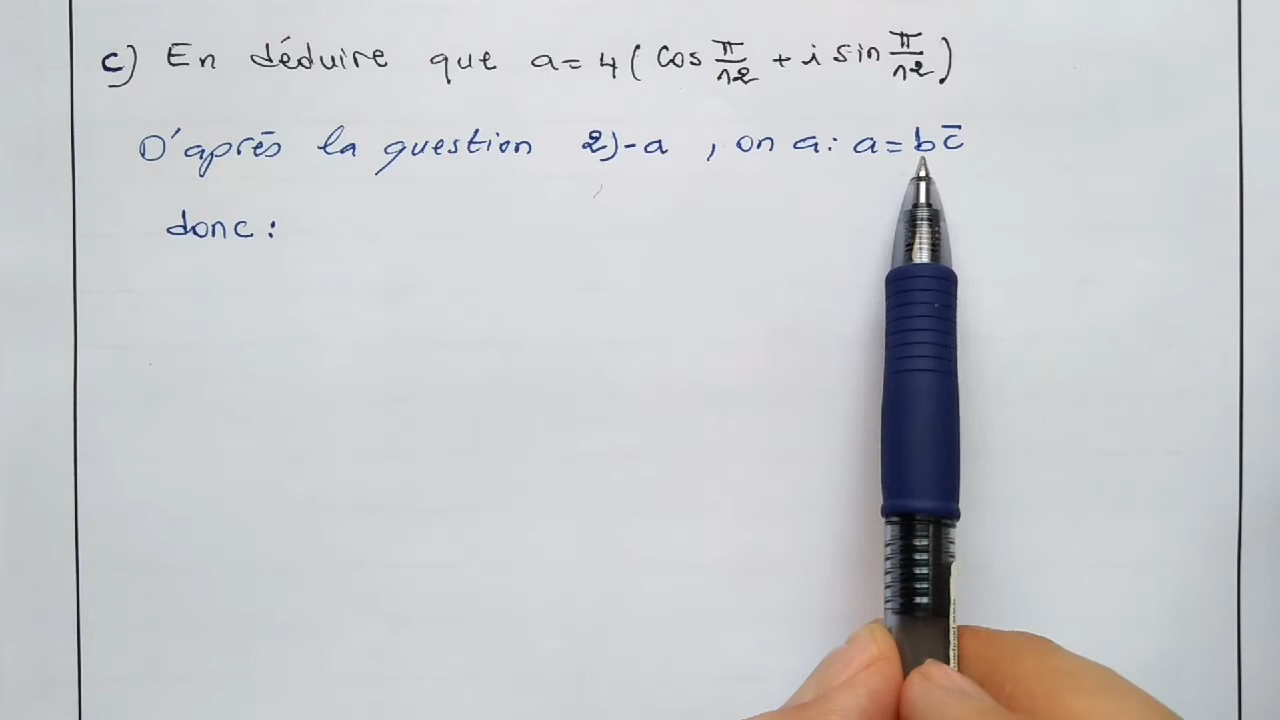 c) En déduire que a = 4 ( cos π/12 + i sin π/12 )
D'après la question 2)-a , on a : a = b c̅
donc :